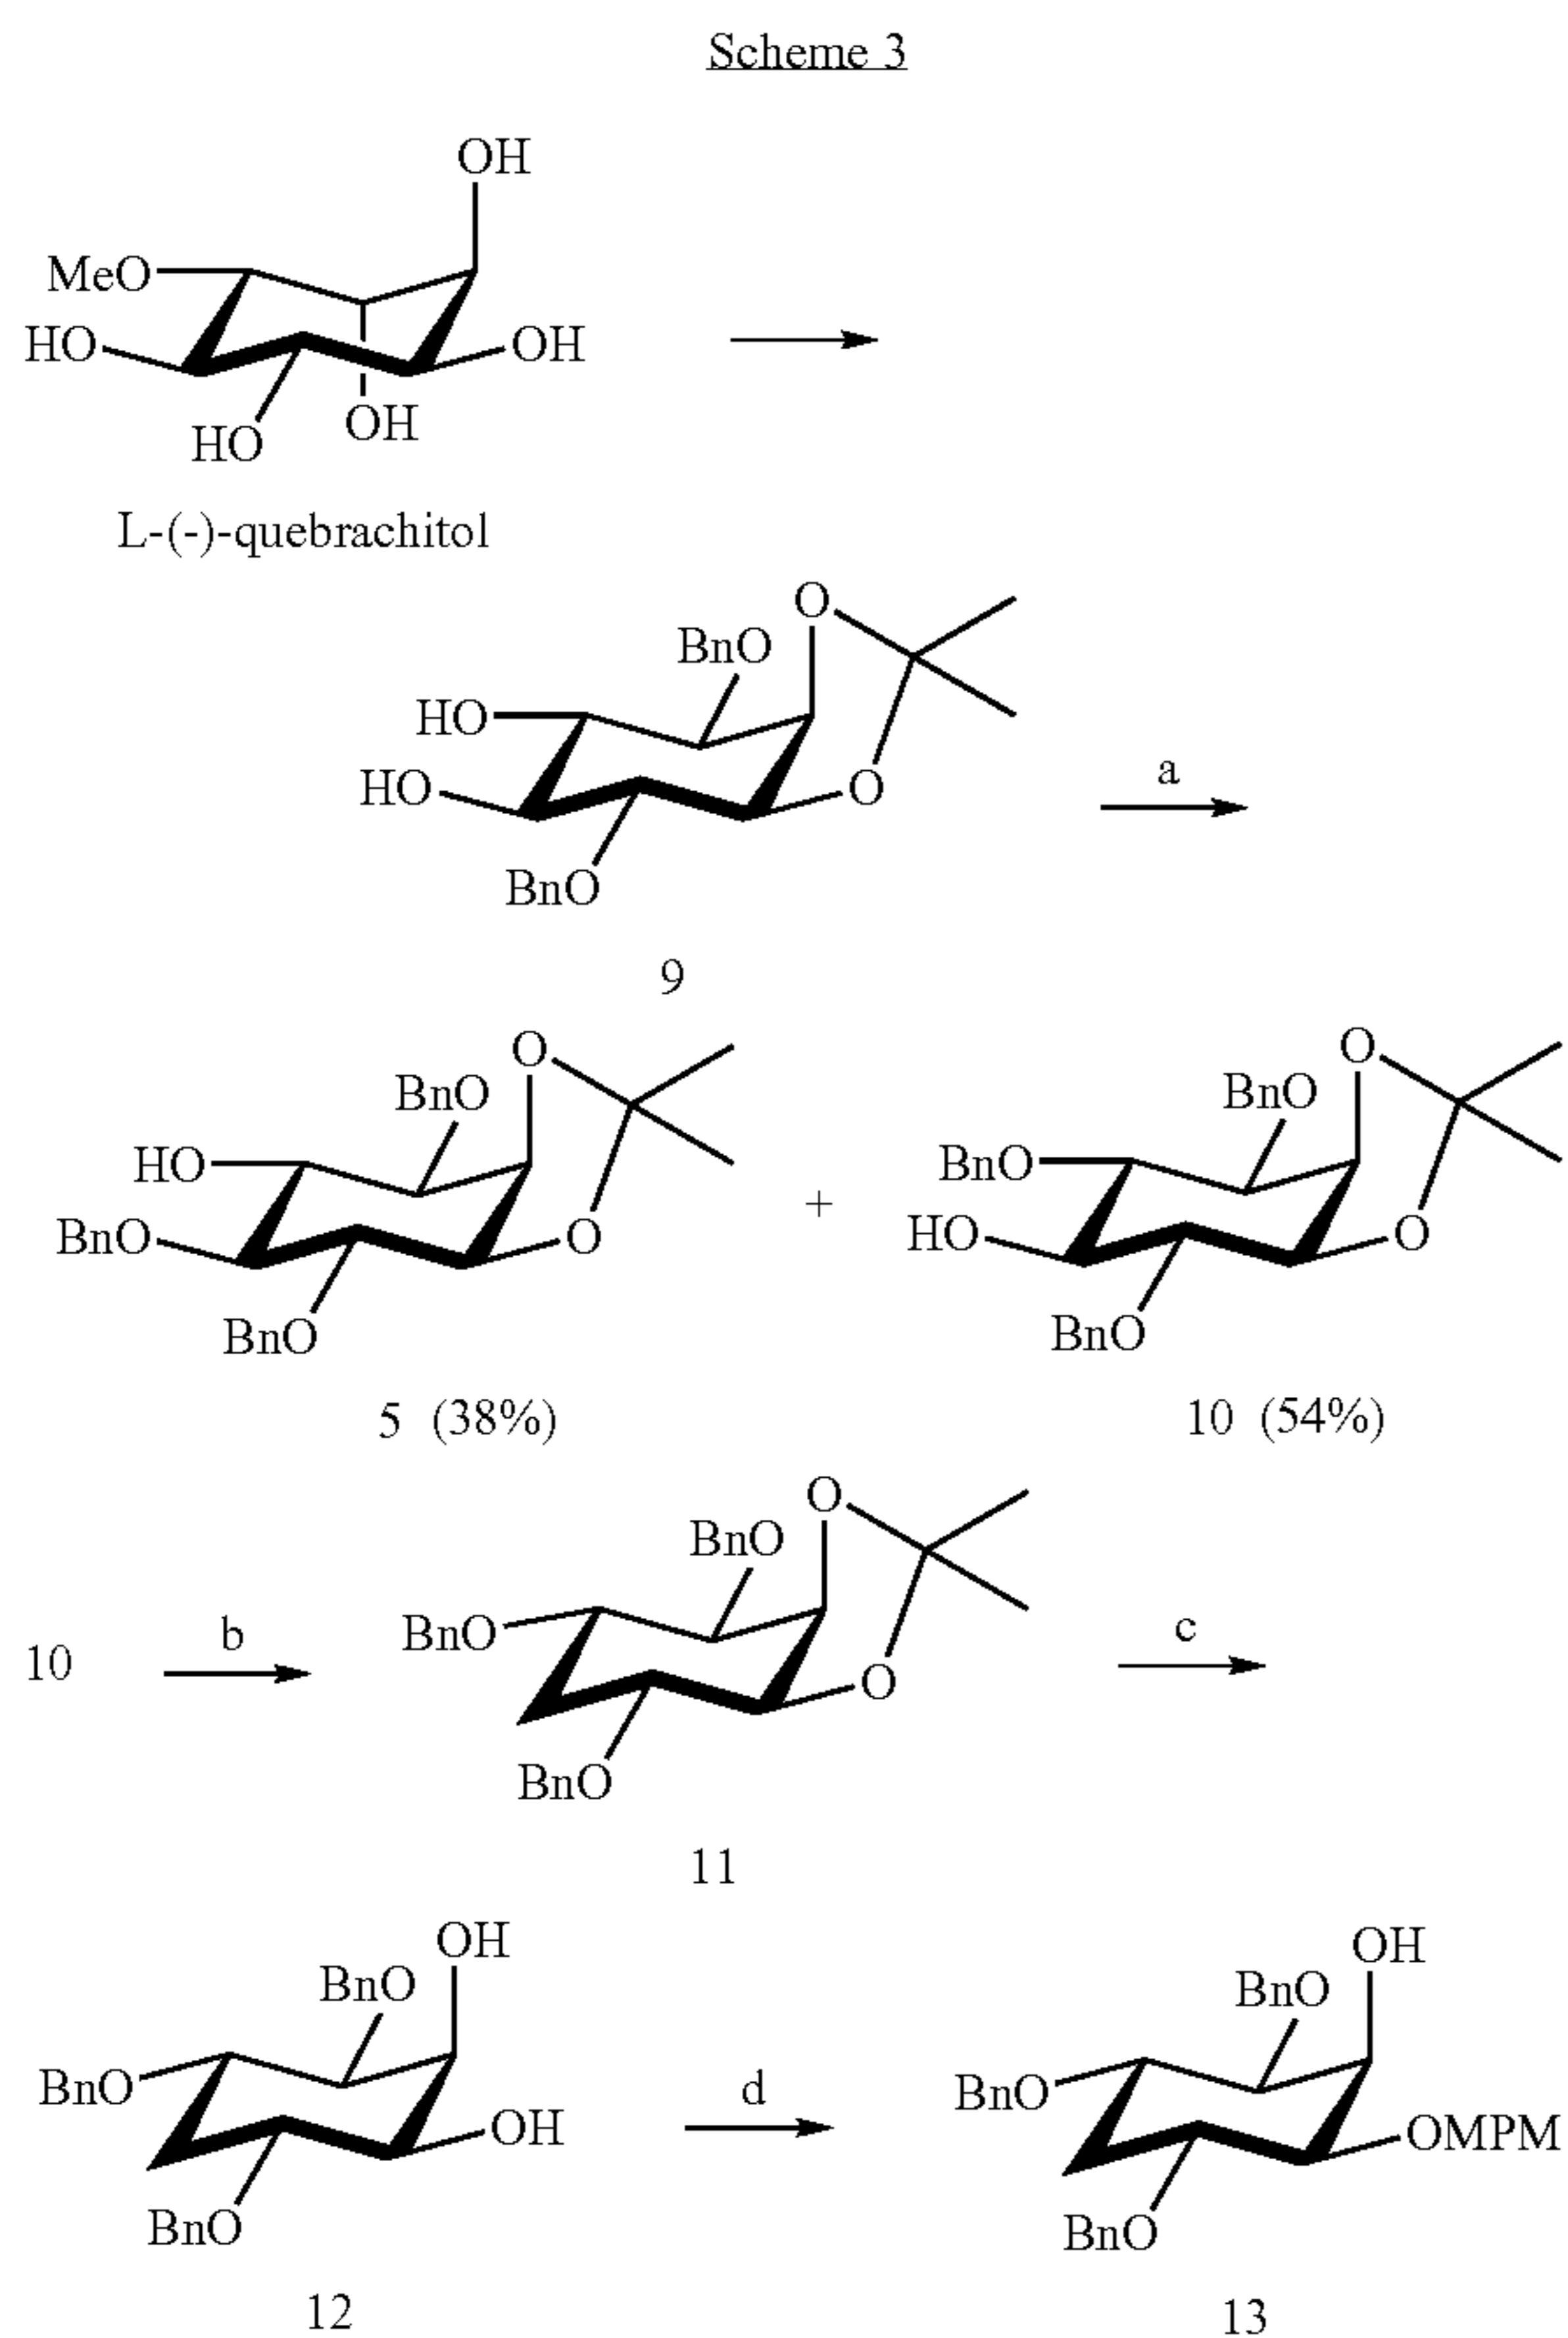 Scheme 3
OH
MeO
HO
OH
HO
OH
L-(-)-quebrachitol
O
BnO
HO
HO
O
a
BnO
9
O
BnO
HO
BnO
O
BnO
+
O
BnO
BnO
HO
O
BnO
5 (38%)
10 (54%)
O
BnO
10
b
BnO
O
c
BnO
11
OH
BnO
BnO
OH
BnO
d
OH
BnO
BnO
OMPM
BnO
12
13